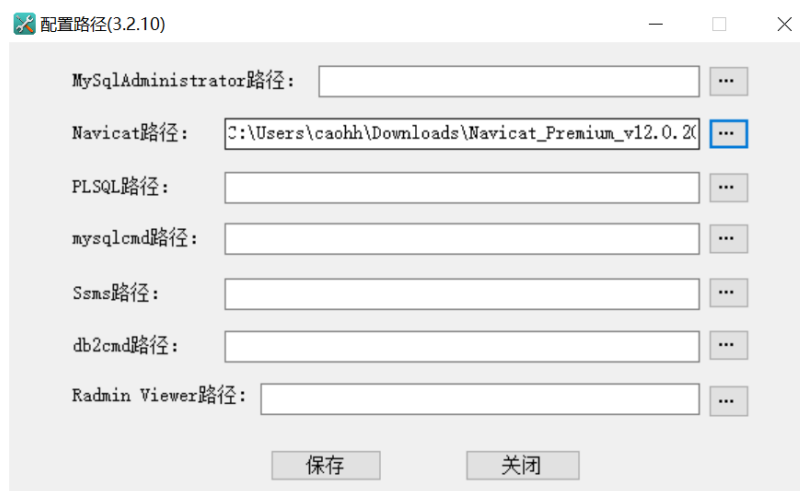 配置路径(3.2.10)
MySqlAdministrator路径: ...
Navicat路径: C:\Users\caohh\Downloads\Navicat_Premium_v12.0.2 ...
PLSQL路径: ...
mysqlcmd路径: ...
Ssms路径: ...
db2cmd路径: ...
Radmin Viewer路径: ...
保存 关闭